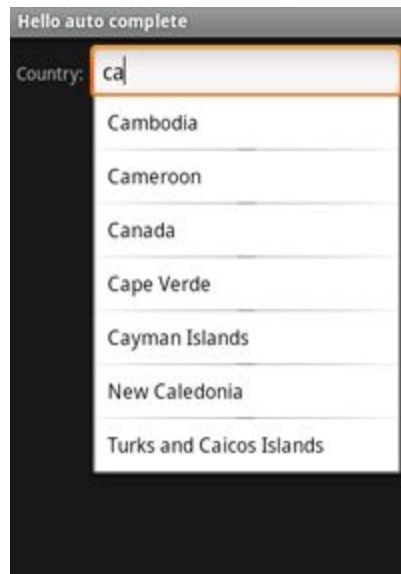 Hello auto complete
Country: ca
Cambodia
Cameroon
Canada
Cape Verde
Cayman Islands
New Caledonia
Turks and Caicos Islands